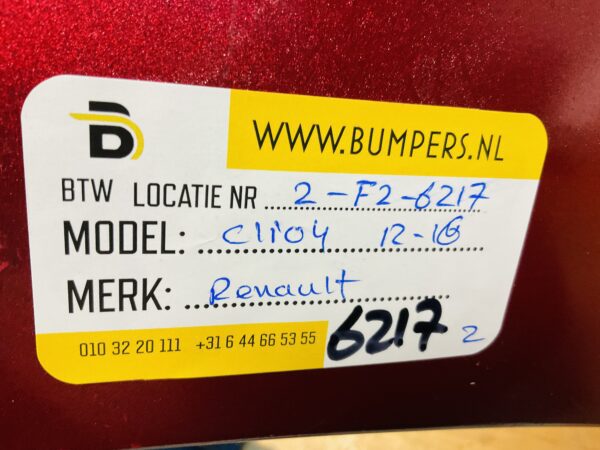 B
WWW.BUMPERS.NL
BTW LOCATIE NR 2-F2-6217
MODEL: Clio4 12-16
MERK: Renault
010 32 20 111 +31 6 44 66 53 55 6217 2